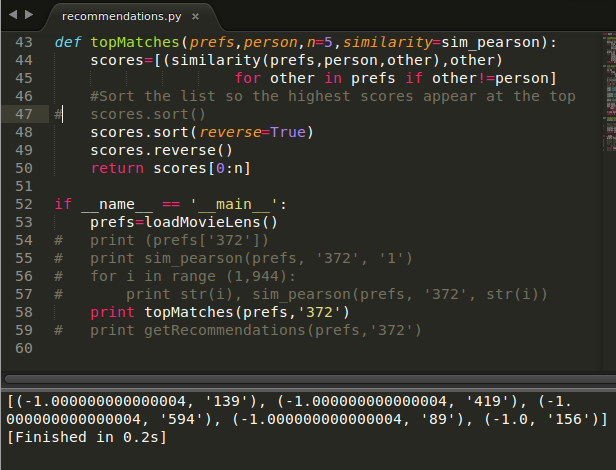 recommendations.py ×
43 def topMatches(prefs,person,n=5,similarity=sim_pearson):
44     scores=[(similarity(prefs,person,other),other)
45                     for other in prefs if other!=person]
46     #Sort the list so the highest scores appear at the top
47 #   scores.sort()
48     scores.sort(reverse=True)
49     scores.reverse()
50     return scores[0:n]
51
52 if __name__ == '__main__':
53     prefs=loadMovieLens()
54 #   print (prefs['372'])
55 #   print sim_pearson(prefs, '372', '1')
56 #   for i in range (1,944):
57 #       print str(i), sim_pearson(prefs, '372', str(i))
58     print topMatches(prefs,'372')
59 #   print getRecommendations(prefs,'372')
60
[(-1.000000000000004, '139'), (-1.000000000000004, '419'), (-1.
000000000000004, '594'), (-1.000000000000004, '89'), (-1.0, '156')]
[Finished in 0.2s]